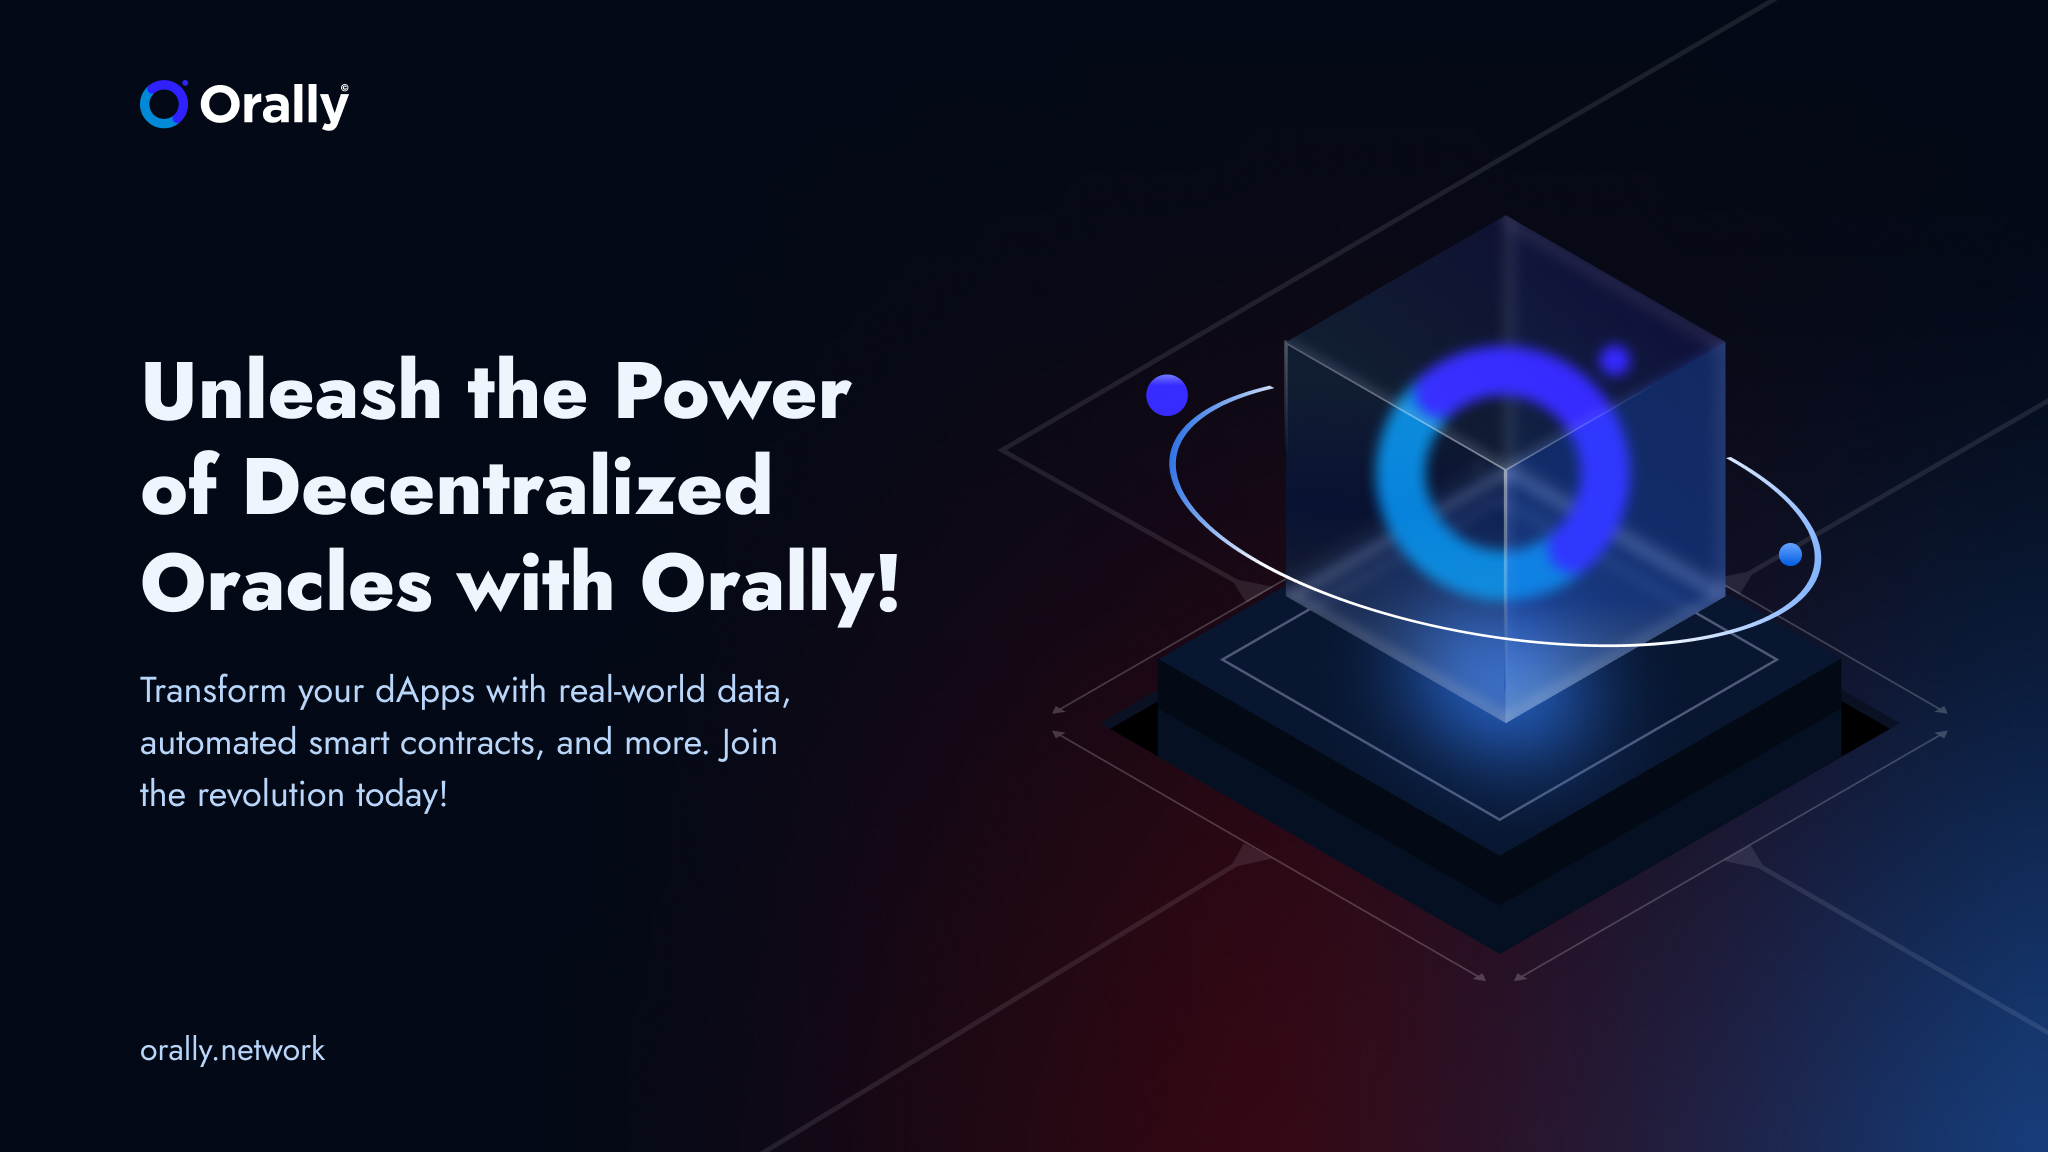 Orally©
Unleash the Power
of Decentralized
Oracles with Orally!
Transform your dApps with real-world data,
automated smart contracts, and more. Join
the revolution today!
orally.network